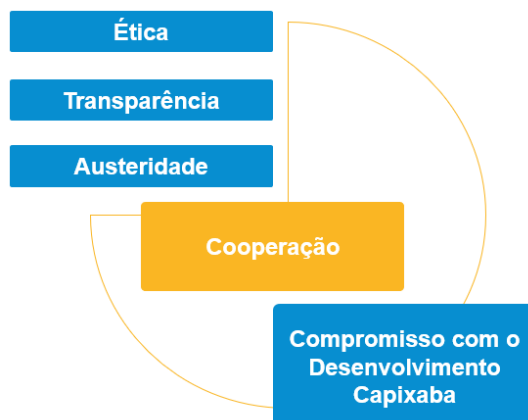 Ética
Transparência
Austeridade
Cooperação
Compromisso com o
Desenvolvimento
Capixaba